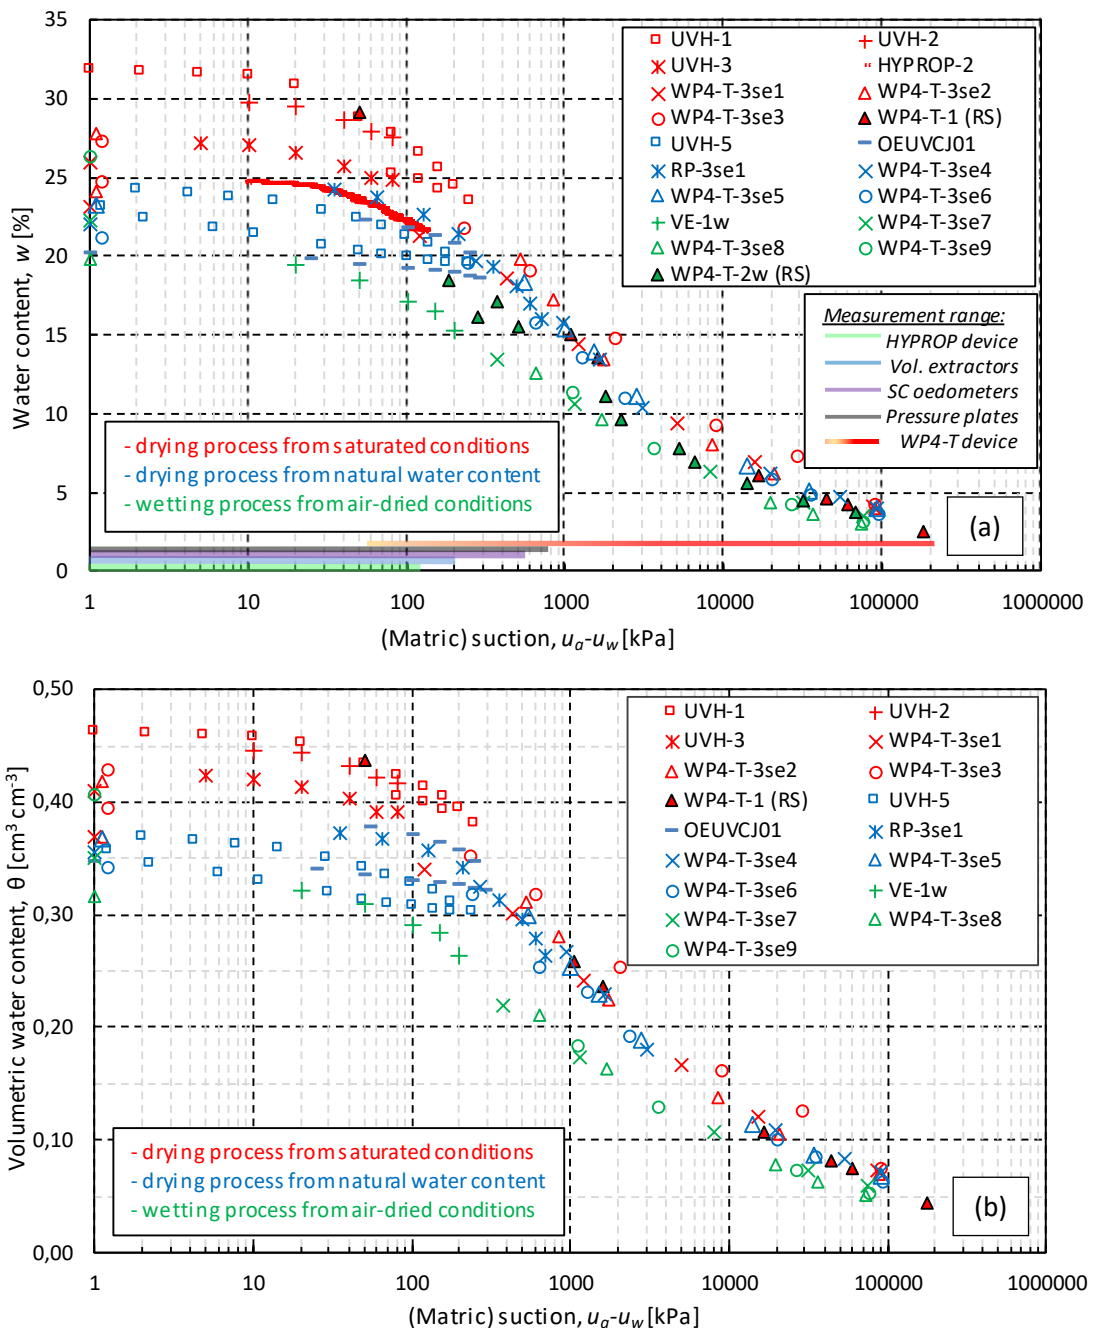 35
30
25
20
15
10
5
0
Water content, w [%]
UVH-1 UVH-2
UVH-3 HYPROP-2
WP4-T-3se1 WP4-T-3se2
WP4-T-3se3 WP4-T-1 (RS)
UVH-5 OEUVCJ01
RP-3se1 WP4-T-3se4
WP4-T-3se5 WP4-T-3se6
VE-1w WP4-T-3se7
WP4-T-3se8 WP4-T-3se9
WP4-T-2w (RS)
Measurement range:
HYPROP device
Vol. extractors
SC oedometers
Pressure plates
WP4-T device
- drying process from saturated conditions
- drying process from natural water content
- wetting process from air-dried conditions
(a)
1 10 100 1000 10000 100000 1000000
(Matric) suction, ua-uw [kPa]
0,50
0,40
0,30
0,20
0,10
0,00
Volumetric water content, θ [cm3 cm-3]
UVH-1 UVH-2
UVH-3 WP4-T-3se1
WP4-T-3se2 WP4-T-3se3
WP4-T-1 (RS) UVH-5
OEUVCJ01 RP-3se1
WP4-T-3se4 WP4-T-3se5
WP4-T-3se6 VE-1w
WP4-T-3se7 WP4-T-3se8
WP4-T-3se9
- drying process from saturated conditions
- drying process from natural water content
- wetting process from air-dried conditions
(b)
1 10 100 1000 10000 100000 1000000
(Matric) suction, ua-uw [kPa]